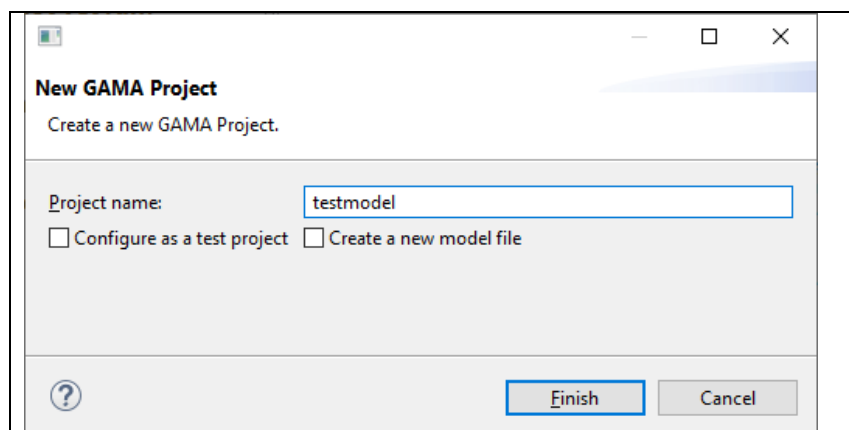 New GAMA Project
Create a new GAMA Project.
Project name: testmodel
Configure as a test project Create a new model file
? Finish Cancel